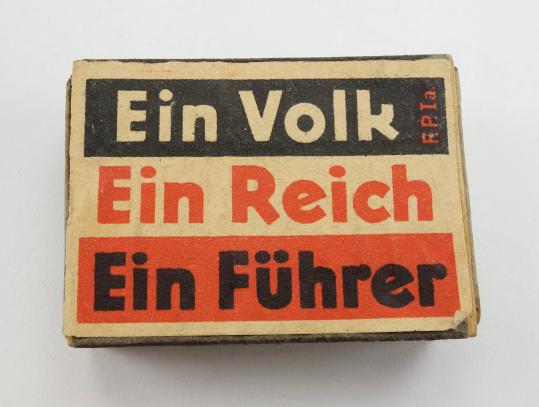 Ein Volk
F.P.Ia.
Ein Reich
Ein Führer